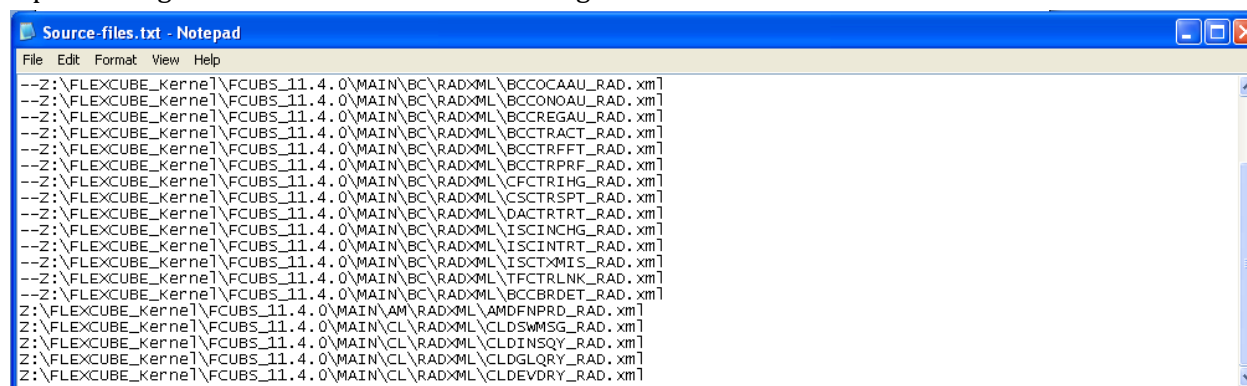 Source-files.txt - Notepad
File Edit Format View Help
--Z:\FLEXCUBE_Kernel\FCUBS_11.4.0\MAIN\BC\RADXML\BCCOCAAU_RAD.xml
--Z:\FLEXCUBE_Kernel\FCUBS_11.4.0\MAIN\BC\RADXML\BCCONOAU_RAD.xml
--Z:\FLEXCUBE_Kernel\FCUBS_11.4.0\MAIN\BC\RADXML\BCCREGAU_RAD.xml
--Z:\FLEXCUBE_Kernel\FCUBS_11.4.0\MAIN\BC\RADXML\BCCTRACT_RAD.xml
--Z:\FLEXCUBE_Kernel\FCUBS_11.4.0\MAIN\BC\RADXML\BCCTRFFT_RAD.xml
--Z:\FLEXCUBE_Kernel\FCUBS_11.4.0\MAIN\BC\RADXML\BCCTRPRF_RAD.xml
--Z:\FLEXCUBE_Kernel\FCUBS_11.4.0\MAIN\BC\RADXML\CFCTRIHG_RAD.xml
--Z:\FLEXCUBE_Kernel\FCUBS_11.4.0\MAIN\BC\RADXML\CSCTRSPT_RAD.xml
--Z:\FLEXCUBE_Kernel\FCUBS_11.4.0\MAIN\BC\RADXML\DACTRTRT_RAD.xml
--Z:\FLEXCUBE_Kernel\FCUBS_11.4.0\MAIN\BC\RADXML\ISCINCHG_RAD.xml
--Z:\FLEXCUBE_Kernel\FCUBS_11.4.0\MAIN\BC\RADXML\ISCINTRT_RAD.xml
--Z:\FLEXCUBE_Kernel\FCUBS_11.4.0\MAIN\BC\RADXML\ISCTXMIS_RAD.xml
--Z:\FLEXCUBE_Kernel\FCUBS_11.4.0\MAIN\BC\RADXML\TFCTRLNK_RAD.xml
--Z:\FLEXCUBE_Kernel\FCUBS_11.4.0\MAIN\BC\RADXML\BCCBRDET_RAD.xml
Z:\FLEXCUBE_Kernel\FCUBS_11.4.0\MAIN\AM\RADXML\AMDFNPRD_RAD.xml
Z:\FLEXCUBE_Kernel\FCUBS_11.4.0\MAIN\CL\RADXML\CLDSWMSG_RAD.xml
Z:\FLEXCUBE_Kernel\FCUBS_11.4.0\MAIN\CL\RADXML\CLDINSQY_RAD.xml
Z:\FLEXCUBE_Kernel\FCUBS_11.4.0\MAIN\CL\RADXML\CLDGLQRY_RAD.xml
Z:\FLEXCUBE_Kernel\FCUBS_11.4.0\MAIN\CL\RADXML\CLDEVDRY_RAD.xml